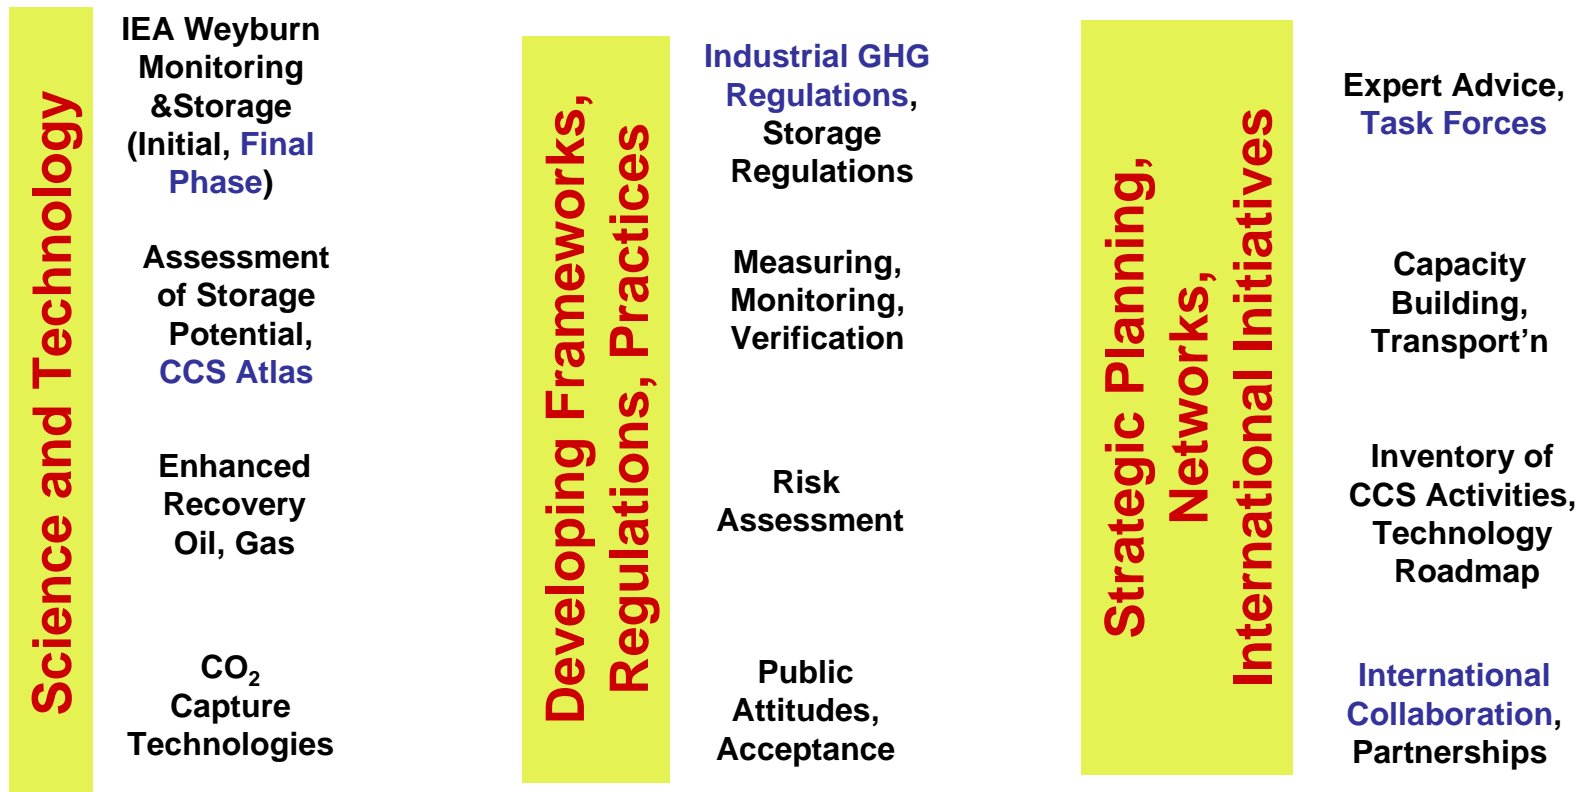 Science and Technology
IEA Weyburn
Monitoring
&Storage
(Initial, Final
Phase)
Assessment
of Storage
Potential,
CCS Atlas
Enhanced
Recovery
Oil, Gas
CO₂
Capture
Technologies
Developing Frameworks,
Regulations, Practices
Industrial GHG
Regulations,
Storage
Regulations
Measuring,
Monitoring,
Verification
Risk
Assessment
Public
Attitudes,
Acceptance
Strategic Planning,
Networks,
International Initiatives
Expert Advice,
Task Forces
Capacity
Building,
Transport’n
Inventory of
CCS Activities,
Technology
Roadmap
International
Collaboration,
Partnerships